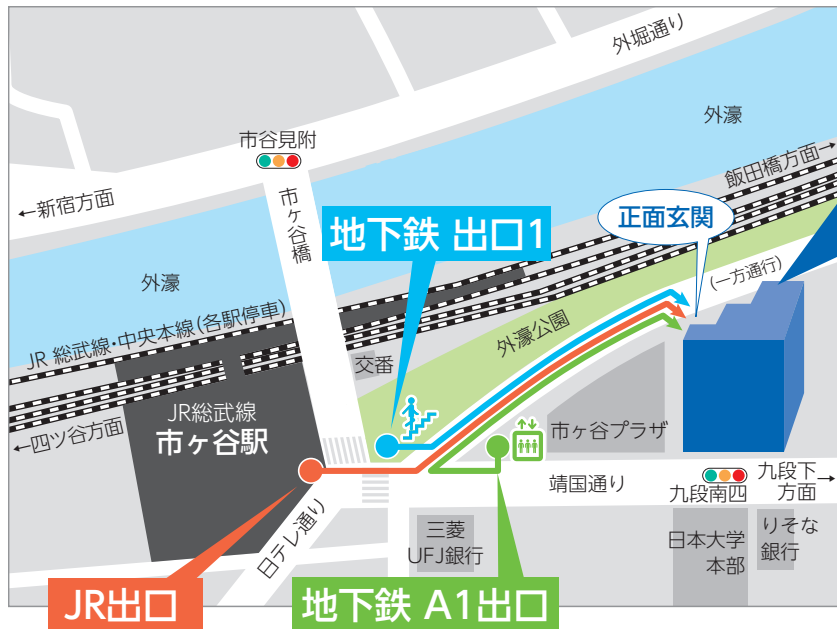 外堀通り
外濠
市谷見附
飯田橋方面→
←新宿方面
市ヶ谷橋
正面玄関
地下鉄 出口1
(一方通行)
外濠
JR 総武線・中央本線(各駅停車)
外濠公園
交番
JR総武線
市ヶ谷駅
←四ツ谷方面
市ヶ谷プラザ
靖国通り
九段南四
九段下
方面→
日テレ通り
三菱
UFJ銀行
日本大学
本部
りそな
銀行
JR出口
地下鉄 A1出口